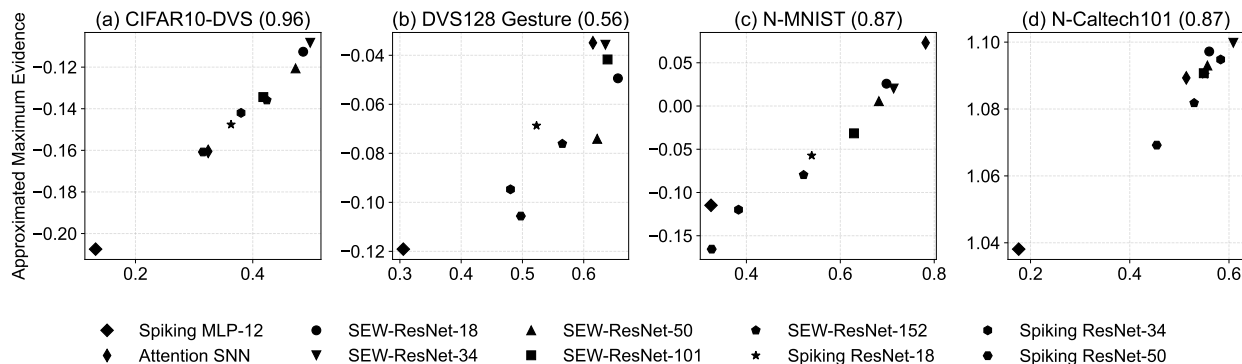 (a) CIFAR10-DVS (0.96)
(b) DVS128 Gesture (0.56)
(c) N-MNIST (0.87)
(d) N-Caltech101 (0.87)
Approximated Maximum Evidence
−0.12
−0.14
−0.16
−0.18
−0.20
0.2
0.4
−0.04
−0.06
−0.08
−0.10
−0.12
0.3
0.4
0.5
0.6
0.05
0.00
−0.05
−0.10
−0.15
0.4
0.6
0.8
1.10
1.08
1.06
1.04
0.2
0.4
0.6
Spiking MLP-12
SEW-ResNet-18
SEW-ResNet-50
SEW-ResNet-152
Spiking ResNet-34
Attention SNN
SEW-ResNet-34
SEW-ResNet-101
Spiking ResNet-18
Spiking ResNet-50